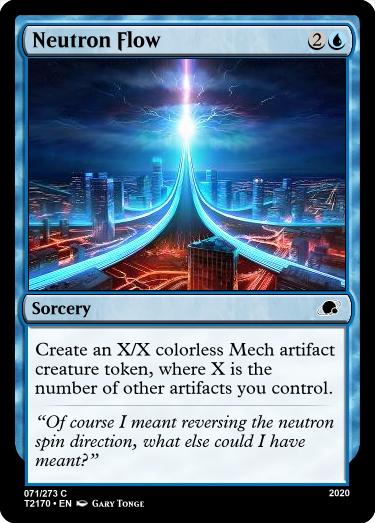 Neutron Flow 2
Sorcery
Create an X/X colorless Mech artifact
creature token, where X is the
number of other artifacts you control.
“Of course I meant reversing the neutron
spin direction, what else could I have
meant?”
071/273 C 2020
T2170 • EN Gary Tonge